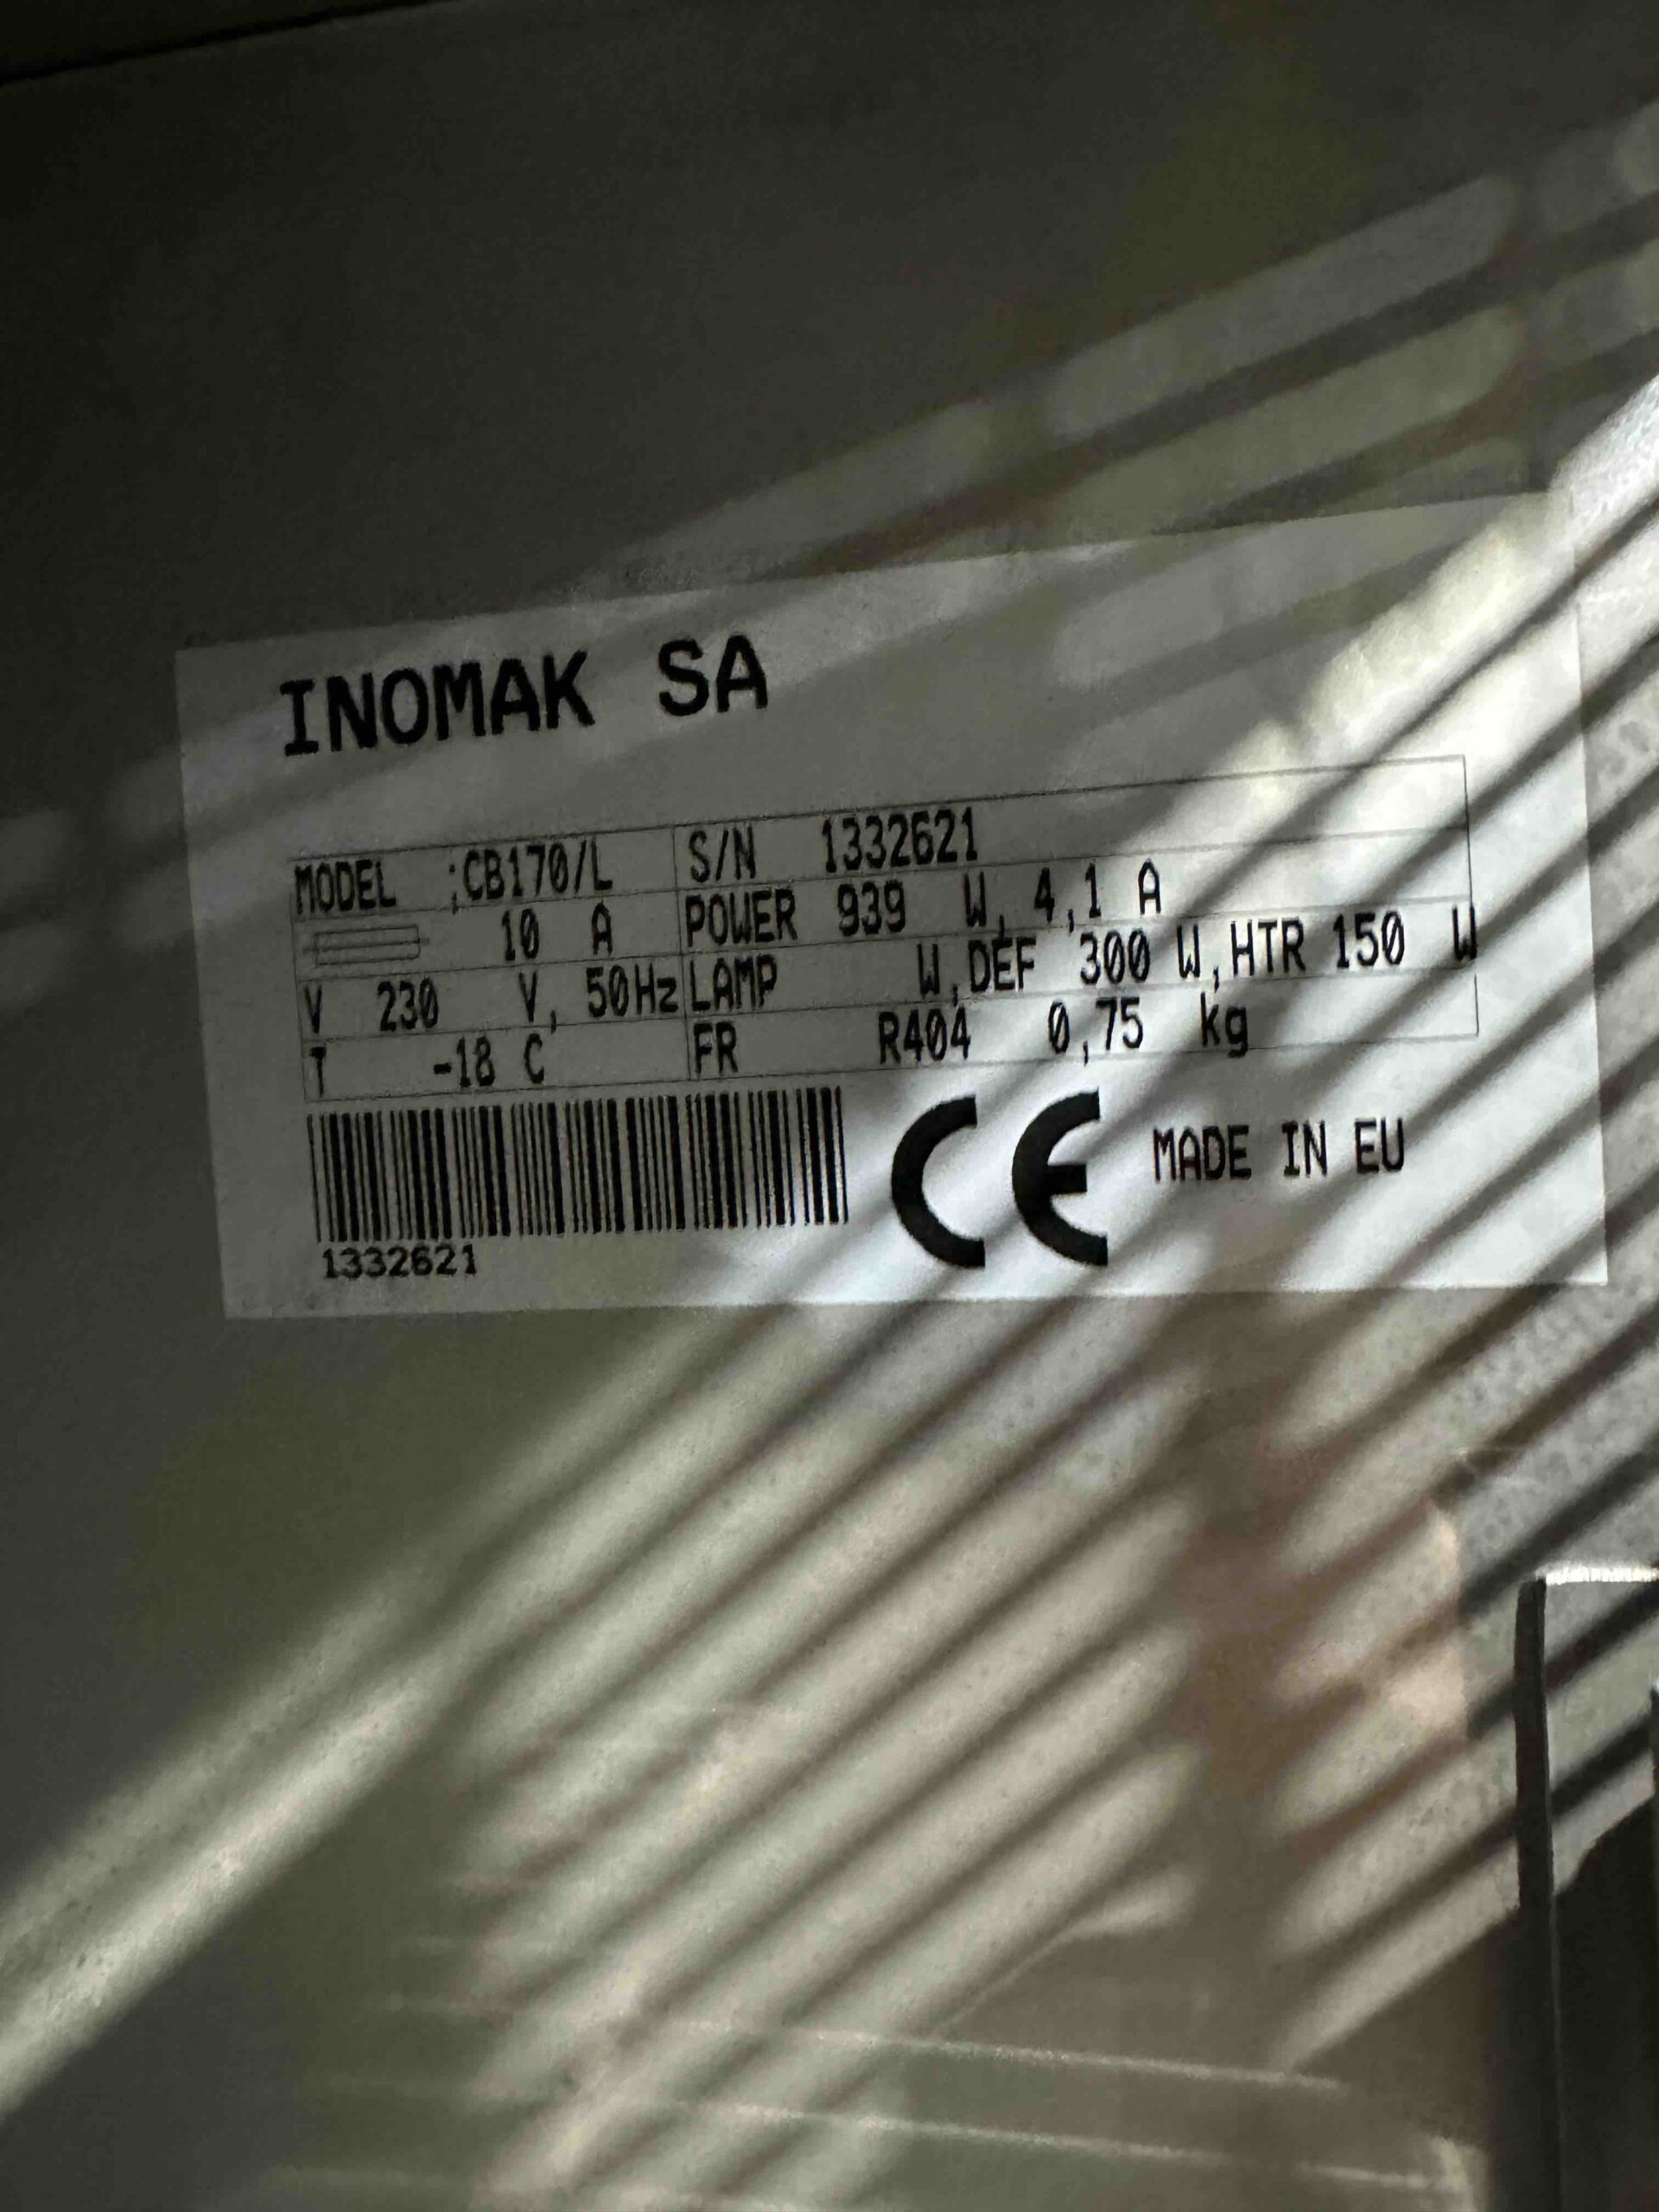 INOMAK SA
MODEL ;CB170/L S/N 1332621
10 A POWER 939 W, 4,1 A
V 230 V, 50Hz LAMP W,DEF 300 W,HTR 150 W
T -18 C FR R404 0,75 kg
CE MADE IN EU
1332621